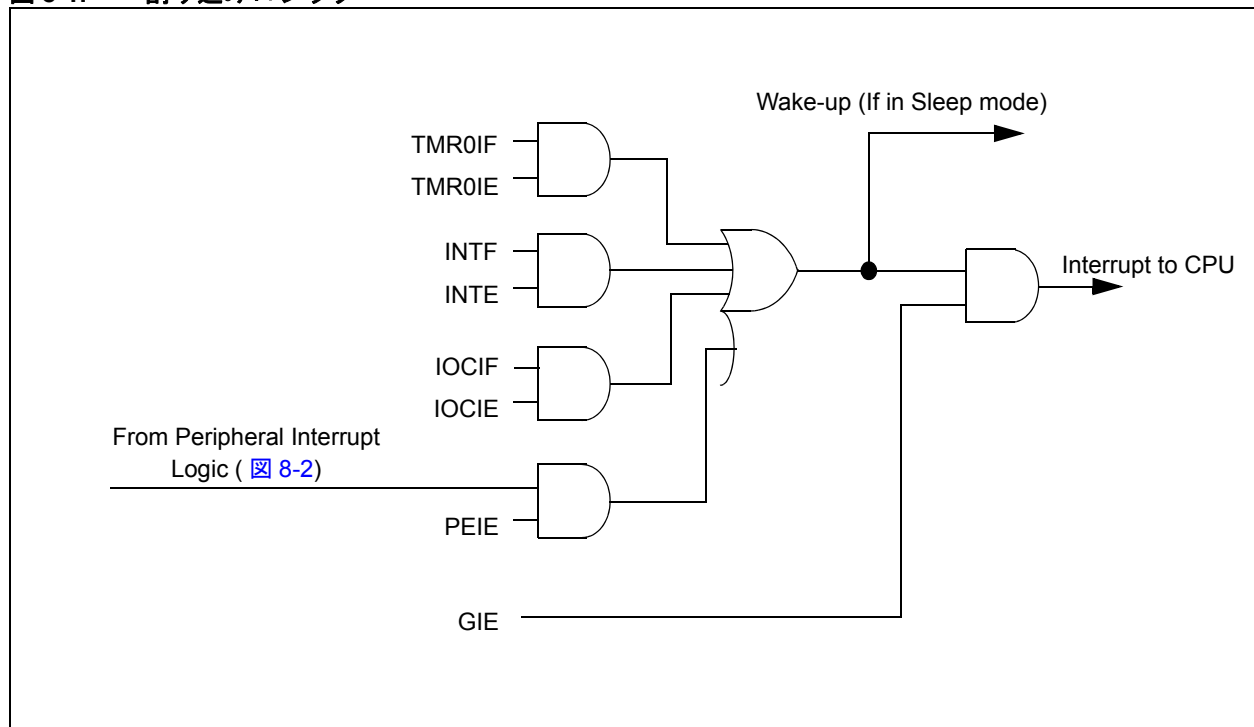 Wake-up (If in Sleep mode)
TMR0IF
TMR0IE
INTF
INTE
Interrupt to CPU
IOCIF
IOCIE
From Peripheral Interrupt
Logic ( 図 8-2)
PEIE
GIE